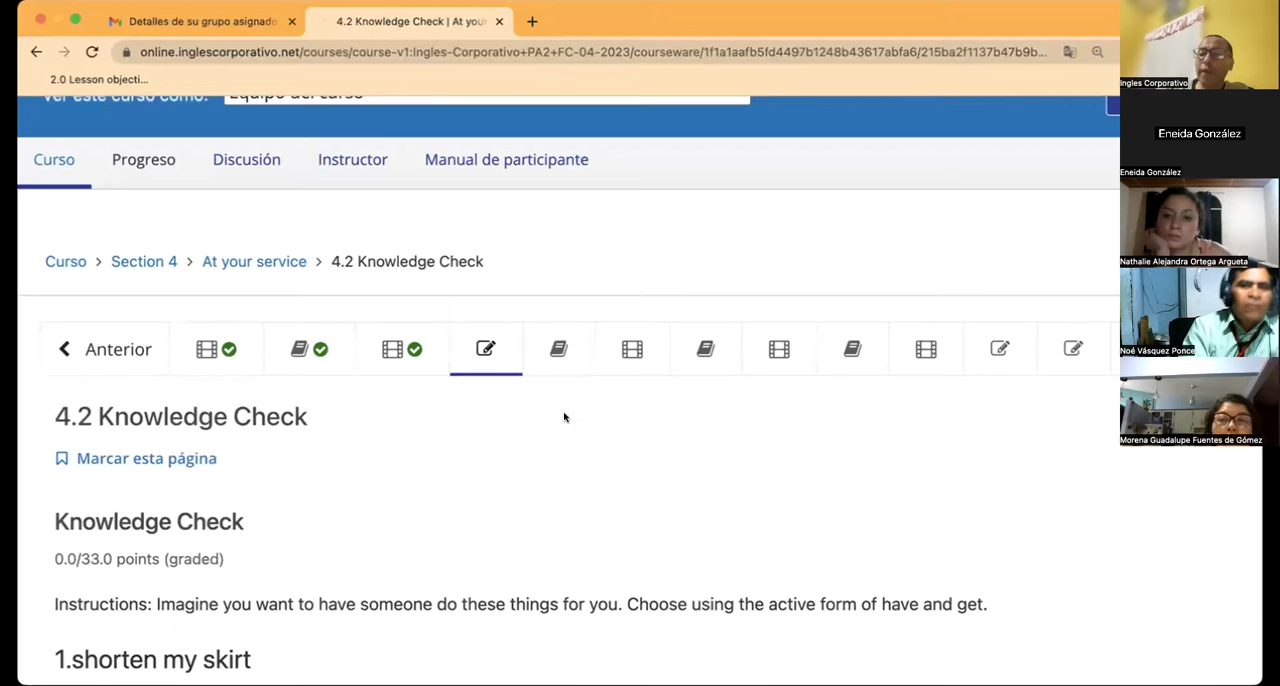 Detalles de su grupo asignado
4.2 Knowledge Check | At your
online.inglescorporativo.net/courses/course-v1:Ingles-Corporativo+PA2+FC-04-2023/courseware/1f1a1aafb5fd4497b1248b43617abfa6/215ba2f1137b47b9b...
2.0 Lesson objecti...
Ver este curso como:
Equipo del curso
Curso
Progreso
Discusión
Instructor
Manual de participante
Curso > Section 4 > At your service > 4.2 Knowledge Check
Anterior
4.2 Knowledge Check
Marcar esta página
Knowledge Check
0.0/33.0 points (graded)
Instructions: Imagine you want to have someone do these things for you. Choose using the active form of have and get.
1.shorten my skirt
Ingles Corporativo
Eneida González
Eneida González
Nathalie Alejandra Ortega Argueta
Noé Vásquez Ponce
Morena Guadalupe Fuentes de Gómez